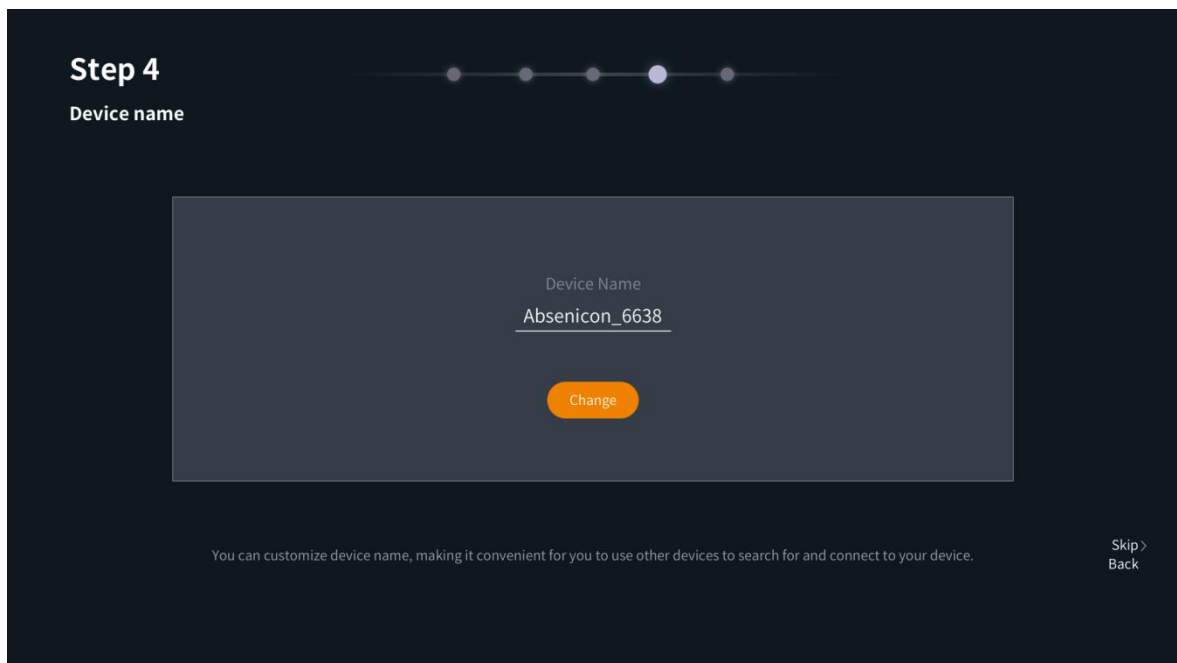 Step 4
Device name
Device Name
Absenicon_6638
Change
You can customize device name, making it convenient for you to use other devices to search for and connect to your device.
Skip>
Back